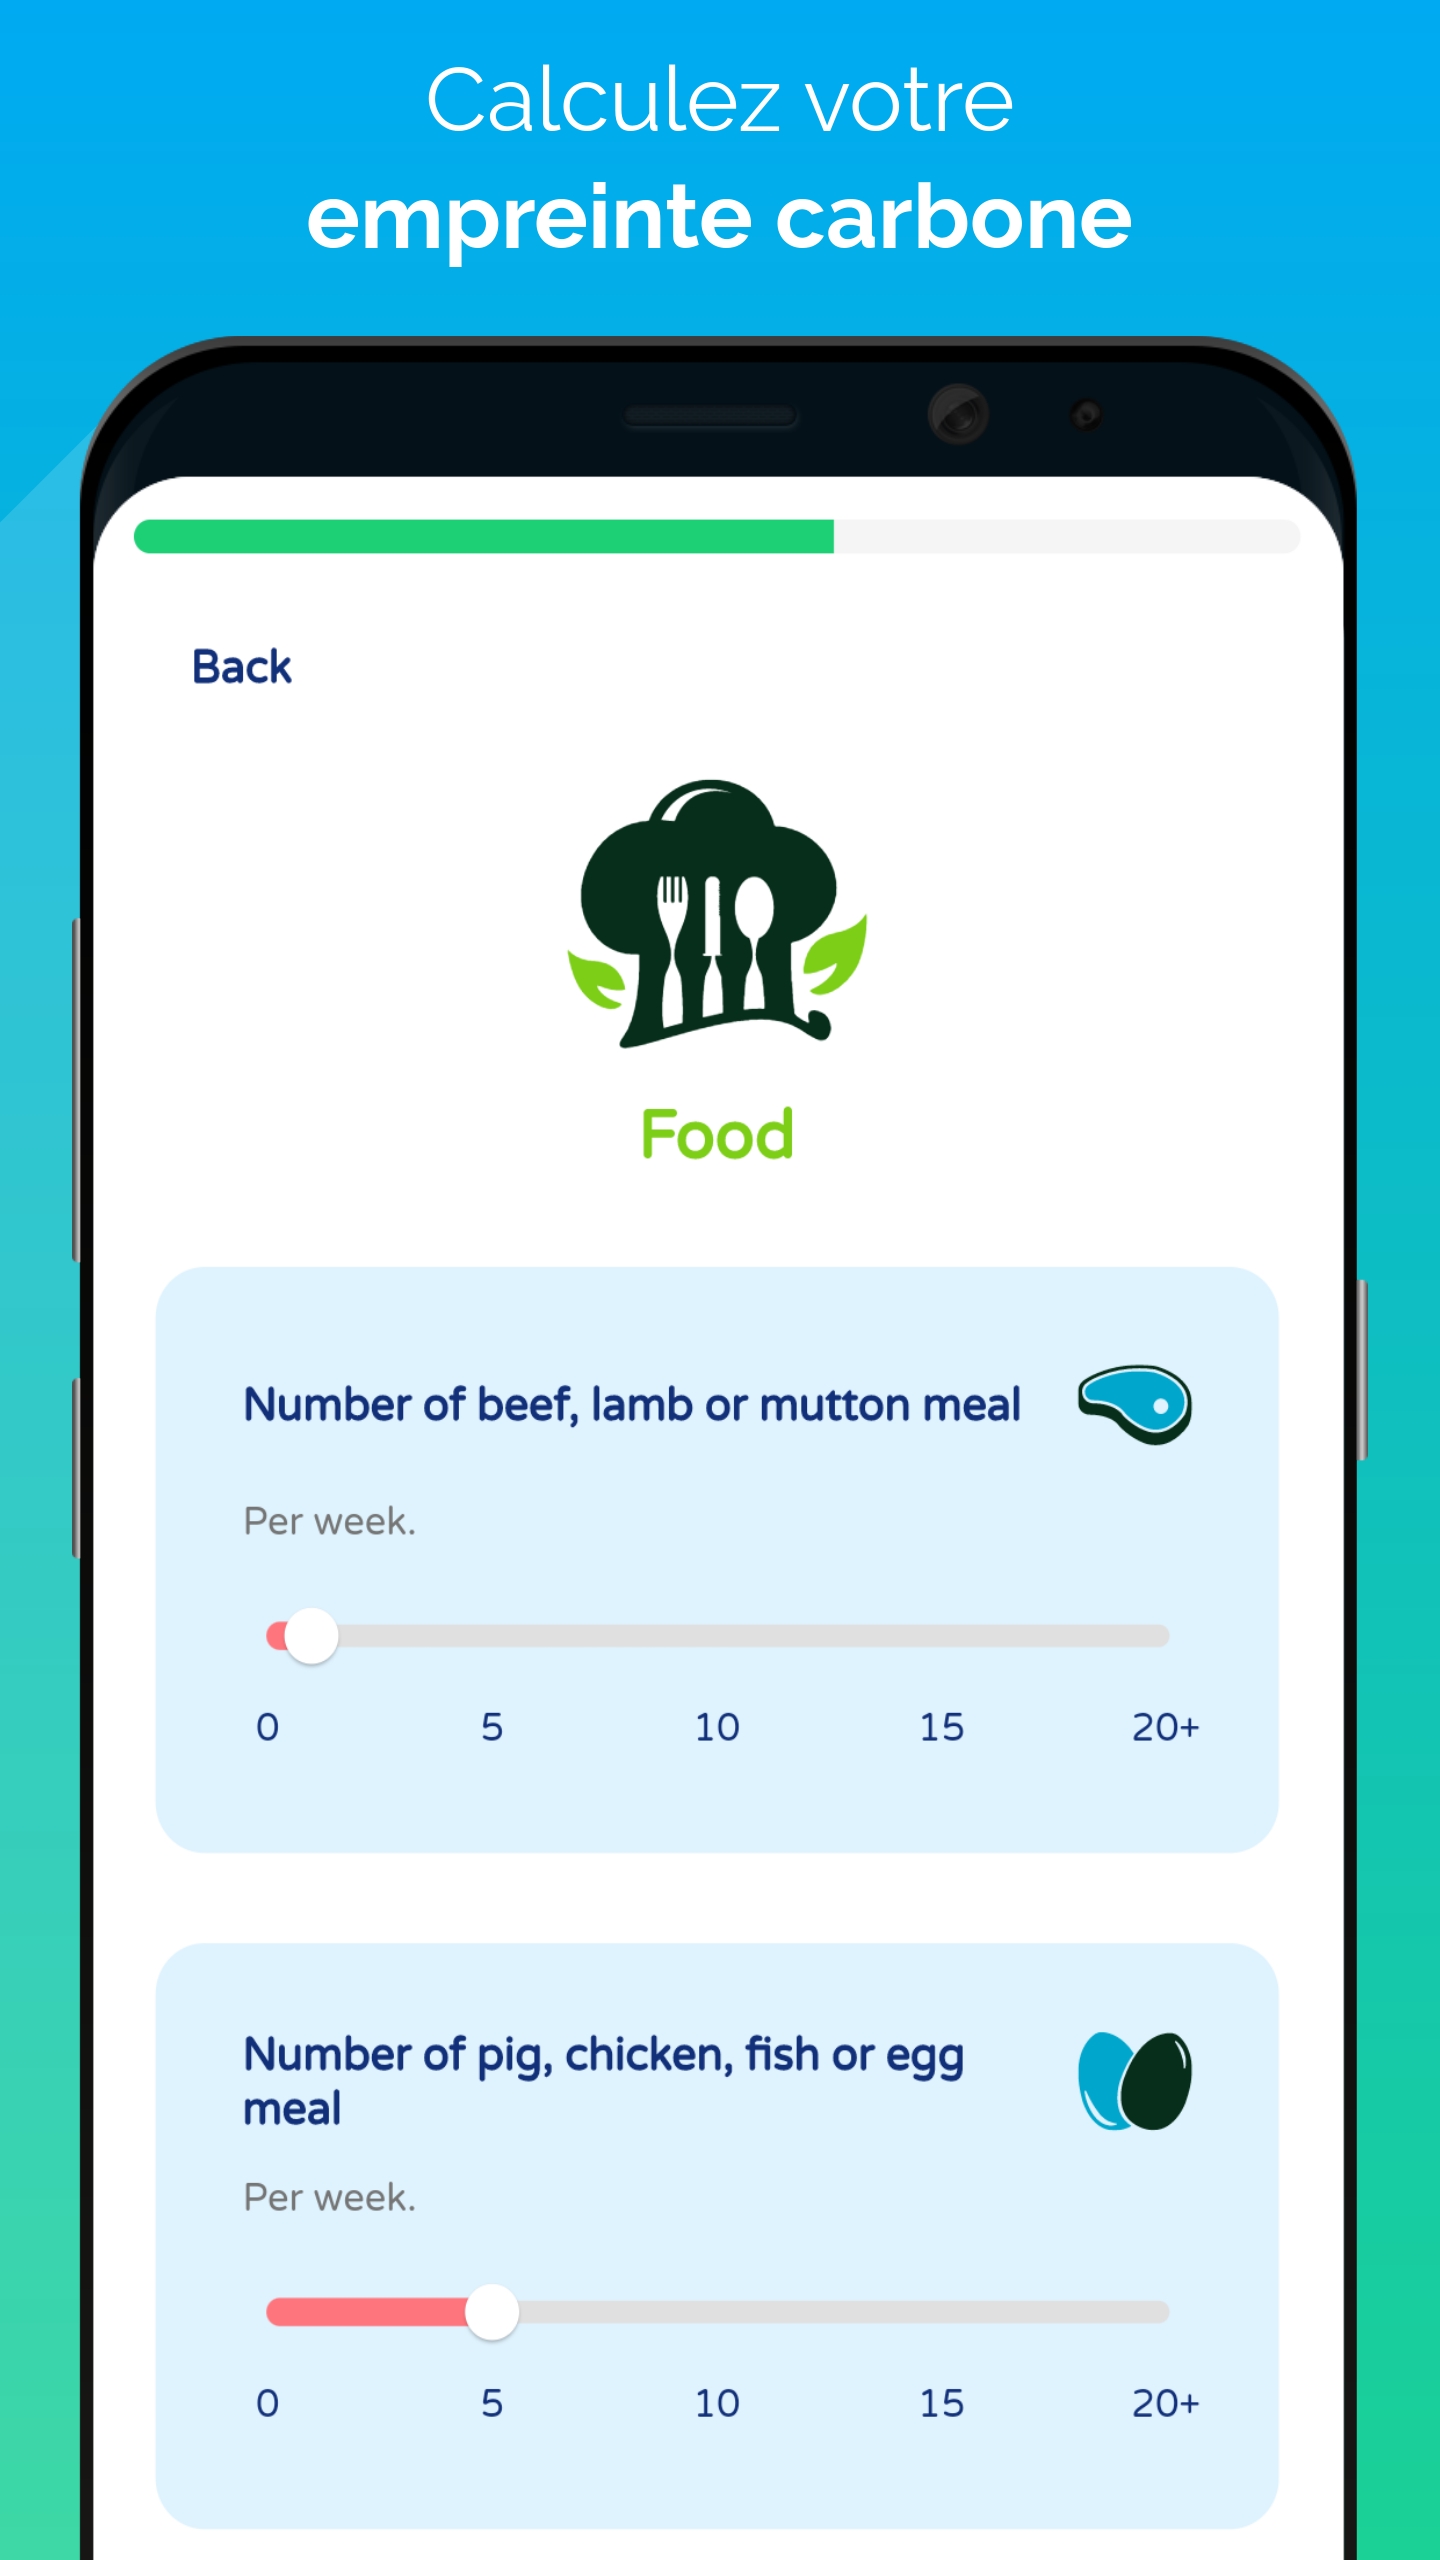 Calculez votre
empreinte carbone
Back
Food
Number of beef, lamb or mutton meal
Per week.
0 5 10 15 20+
Number of pig, chicken, fish or egg
meal
Per week.
0 5 10 15 20+